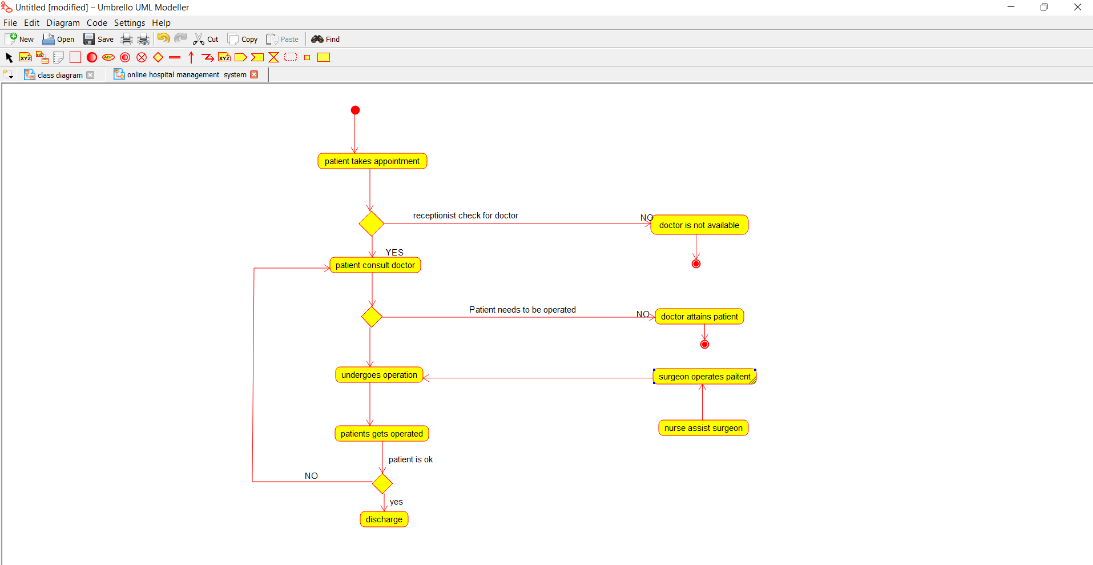 Untitled [modified] – Umbrello UML Modeller
File Edit Diagram Code Settings Help
New Open Save Cut Copy Paste Find
XYZ XYZ
class diagram online hospital management system
patient takes appointment
receptionist check for doctor
NO
doctor is not available
YES
patient consult doctor
Patient needs to be operated
NO
doctor attains patient
undergoes operation
surgeon operates paitent
nurse assist surgeon
patients gets operated
patient is ok
NO
yes
discharge